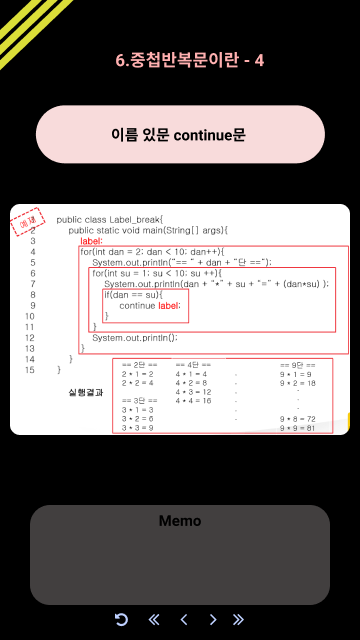 6.중첩반복문이란 - 4
이름 있문 continue문
예제
2
3
4
5
6
7
8
9
10
11
12
13
14
15
public class Label_break{
public static void main(String[] args){
label:
for(int dan = 2; dan < 10; dan++){
System.out.println("== " + dan + "단 ==");
for(int su = 1; su < 10; su ++){
System.out.println(dan + "*" + su + "=" + (dan*su) );
if(dan == su){
continue label;
}
}
System.out.println();
}
}
}
실행결과
== 2단 ==
2 * 1 = 2
2 * 2 = 4
== 3단 ==
3 * 1 = 3
3 * 2 = 6
3 * 3 = 9
== 4단 ==
4 * 1 = 4
4 * 2 = 8
4 * 3 = 12
4 * 4 = 16
== 9단 ==
9 * 1 = 9
9 * 2 = 18
9 * 8 = 72
9 * 9 = 81
Memo